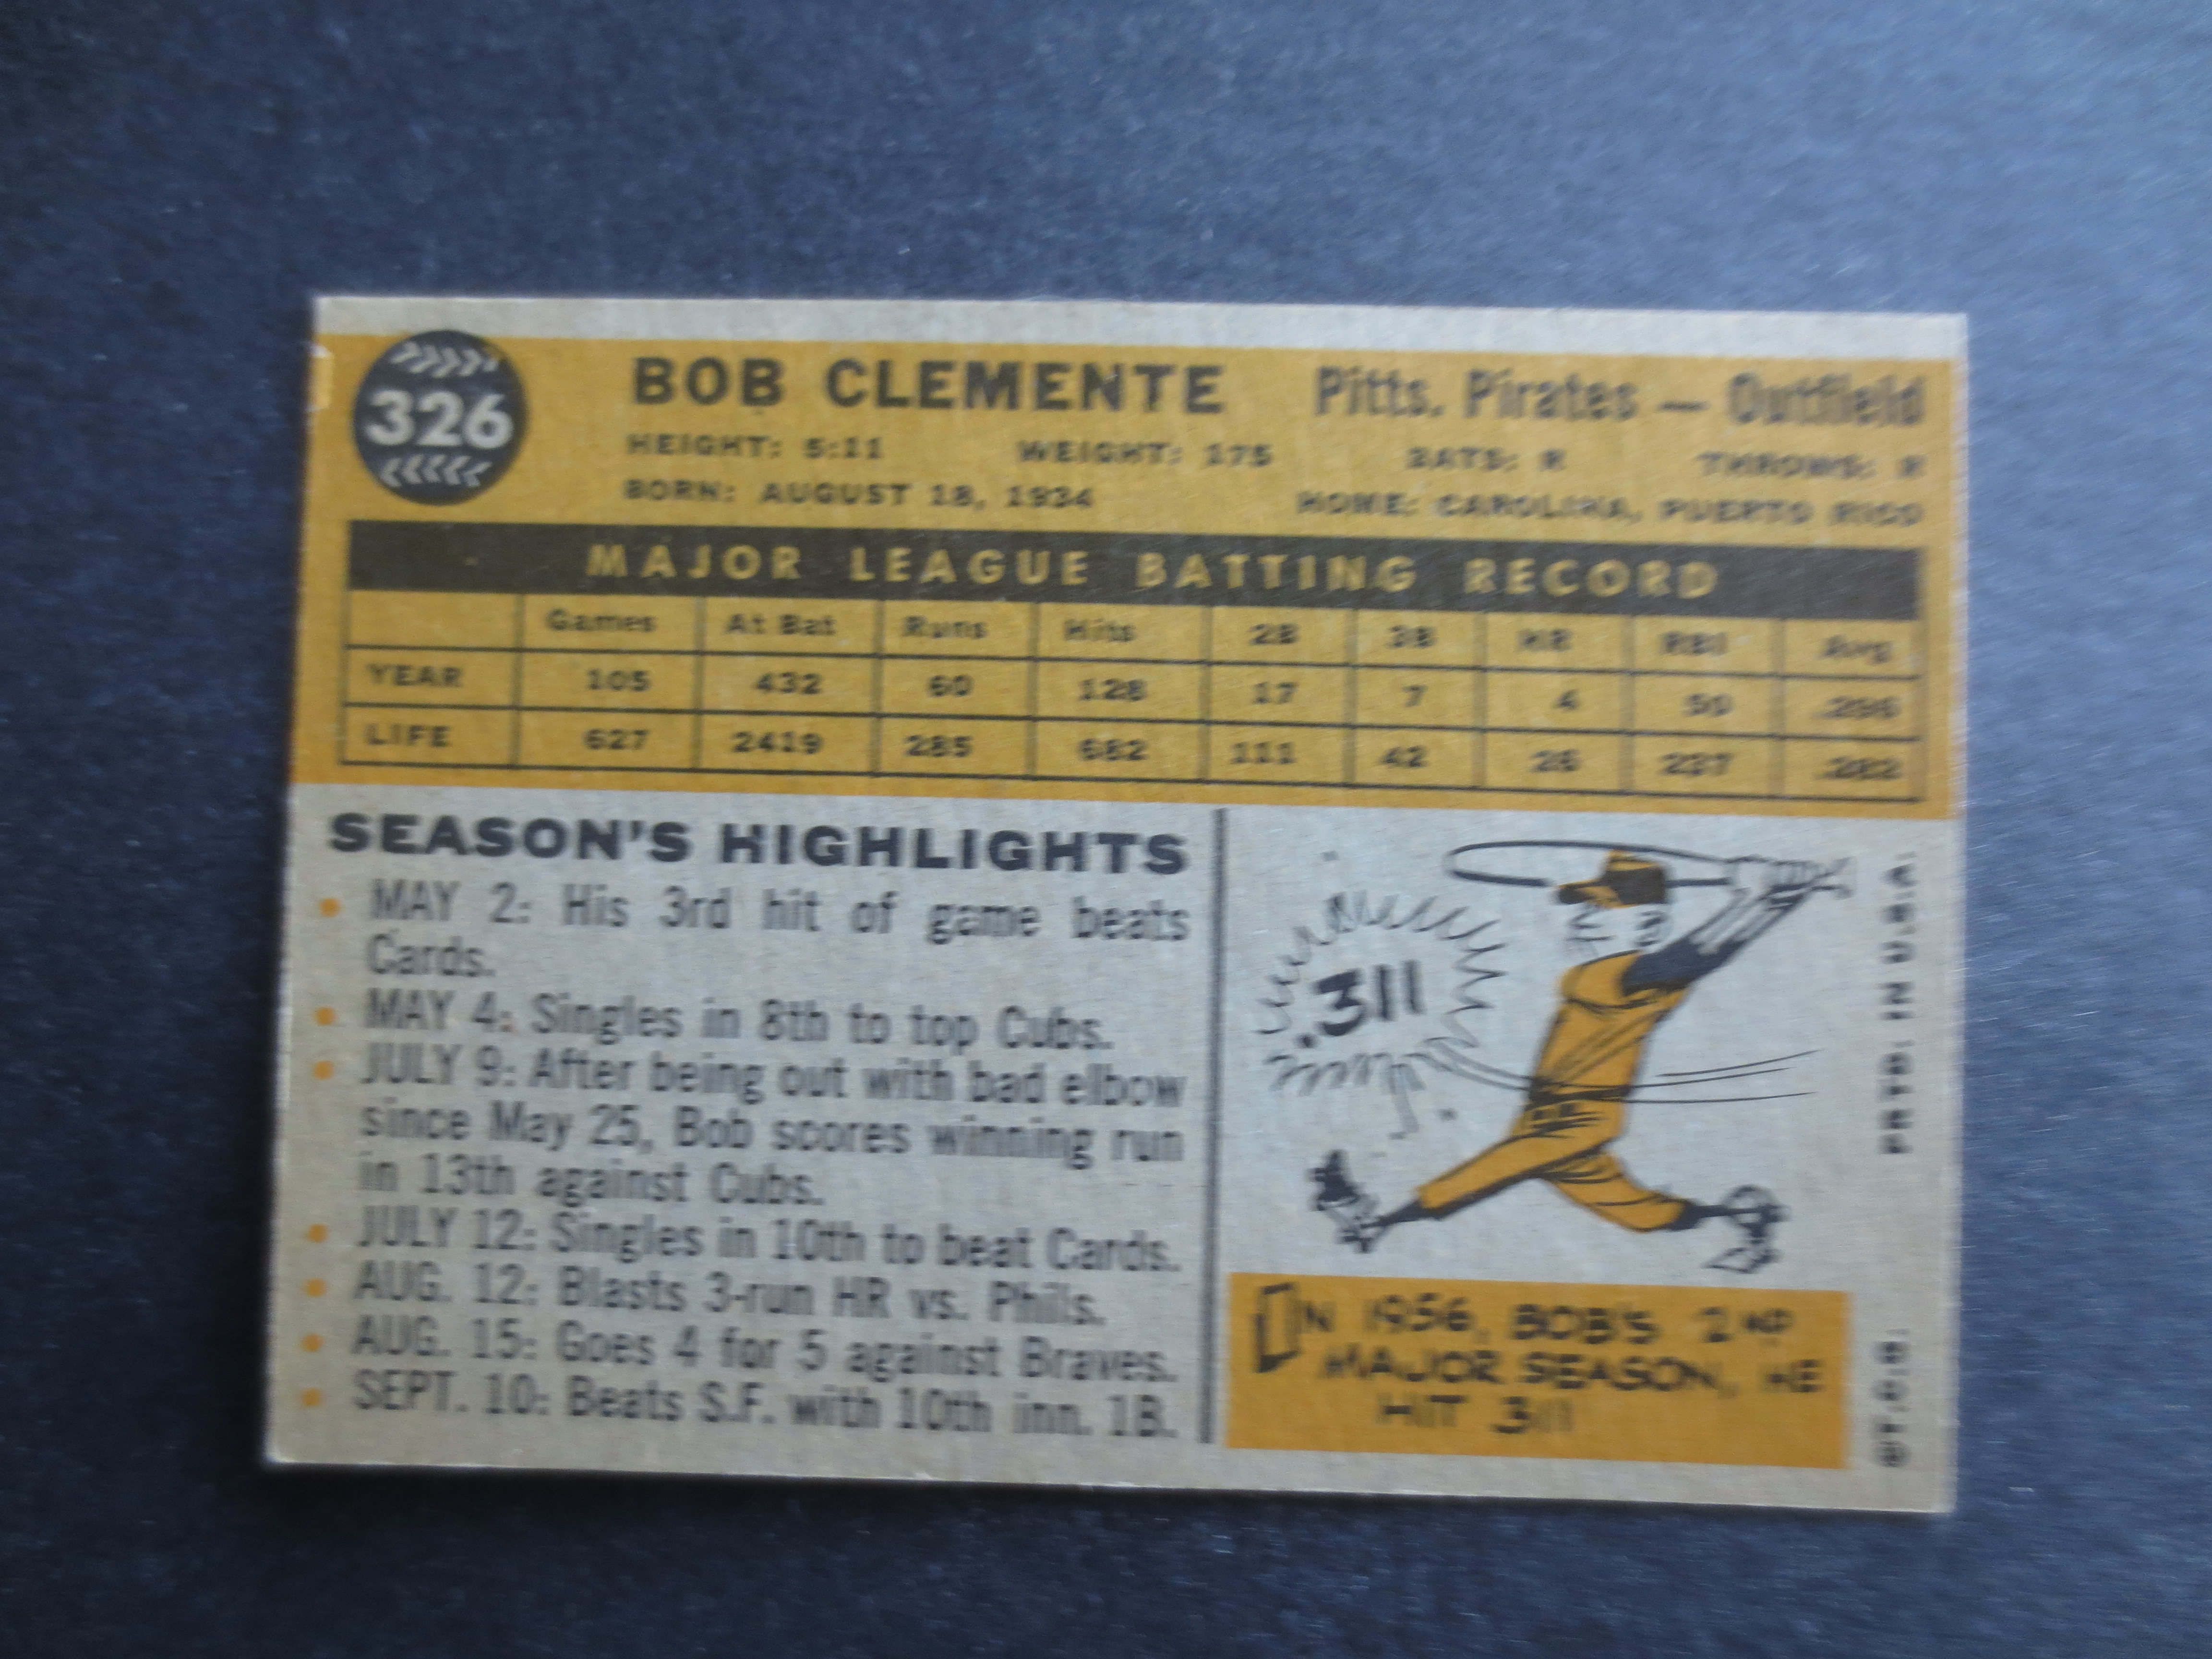 326
BOB CLEMENTE
Pitts. Pirates — Outfield
HEIGHT: 5:11 WEIGHT: 175 BATS: R THROWS: R
BORN: AUGUST 18, 1934 HOME: CAROLINA, PUERTO RICO
MAJOR LEAGUE BATTING RECORD
Games At Bat Runs Hits 2B 3B HR RBI Avg.
YEAR 105 432 60 128 17 7 4 50 .296
LIFE 627 2419 285 682 111 42 26 237 .282
SEASON'S HIGHLIGHTS
• MAY 2: His 3rd hit of game beats
Cards.
• MAY 4: Singles in 8th to top Cubs.
• JULY 9: After being out with bad elbow
since May 25, Bob scores winning run
in 13th against Cubs.
• JULY 12: Singles in 10th to beat Cards.
• AUG. 12: Blasts 3-run HR vs. Phils.
• AUG. 15: Goes 4 for 5 against Braves.
• SEPT. 10: Beats S.F. with 10th inn. 1B.
.311
IN 1956, BOB'S 2ND
MAJOR SEASON, HE
HIT 311